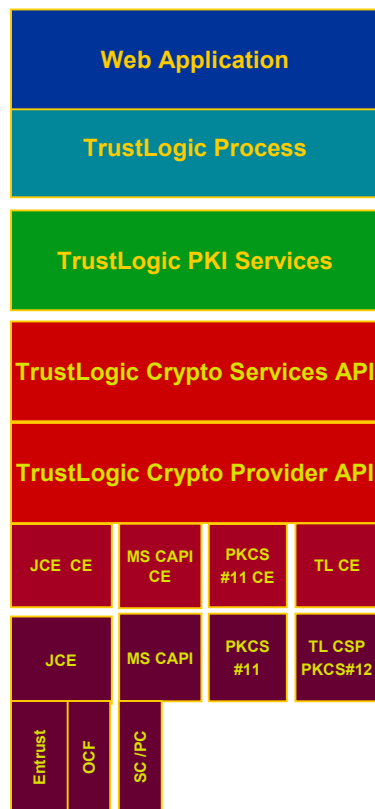 Web Application
TrustLogic Process
TrustLogic PKI Services
TrustLogic Crypto Services API
TrustLogic Crypto Provider API
JCE CE
MS CAPI
CE
PKCS
#11 CE
TL CE
JCE
MS CAPI
PKCS
#11
TL CSP
PKCS#12
Entrust
OCF
SC /PC